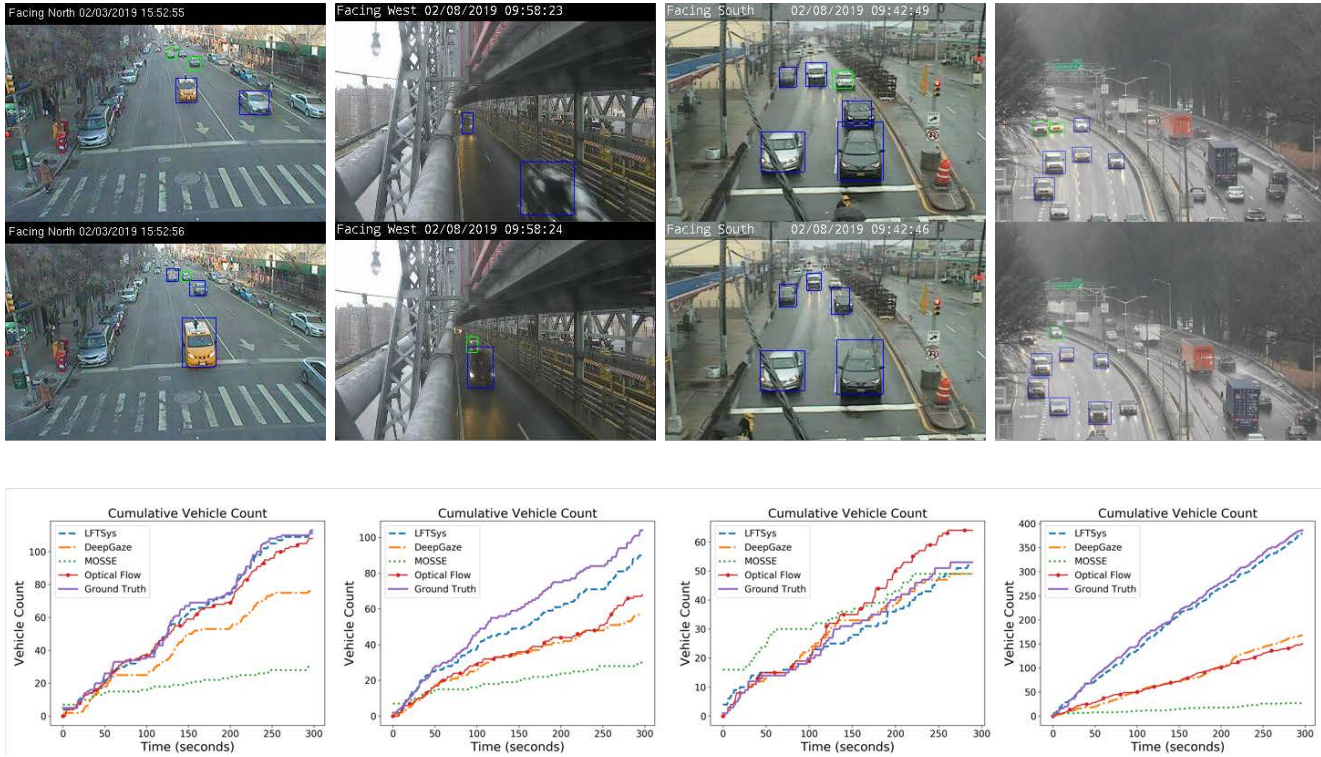 Facing North 02/03/2019 15:52:55
Facing West 02/08/2019 09:58:23
Facing South 02/08/2019 09:42:49
Facing North 02/03/2019 15:52:56
Facing West 02/08/2019 09:58:24
Facing South 02/08/2019 09:42:46
Cumulative Vehicle Count
LFTSys
DeepGaze
MOSSE
Optical Flow
Ground Truth
Vehicle Count
0
20
40
60
80
100
0 50 100 150 200 250 300
Time (seconds)
Cumulative Vehicle Count
LFTSys
DeepGaze
MOSSE
Optical Flow
Ground Truth
Vehicle Count
0
20
40
60
80
100
0 50 100 150 200 250 300
Time (seconds)
Cumulative Vehicle Count
LFTSys
DeepGaze
MOSSE
Optical Flow
Ground Truth
Vehicle Count
0
10
20
30
40
50
60
0 50 100 150 200 250 300
Time (seconds)
Cumulative Vehicle Count
LFTSys
DeepGaze
MOSSE
Optical Flow
Ground Truth
Vehicle Count
0
50
100
150
200
250
300
350
400
0 50 100 150 200 250 300
Time (seconds)